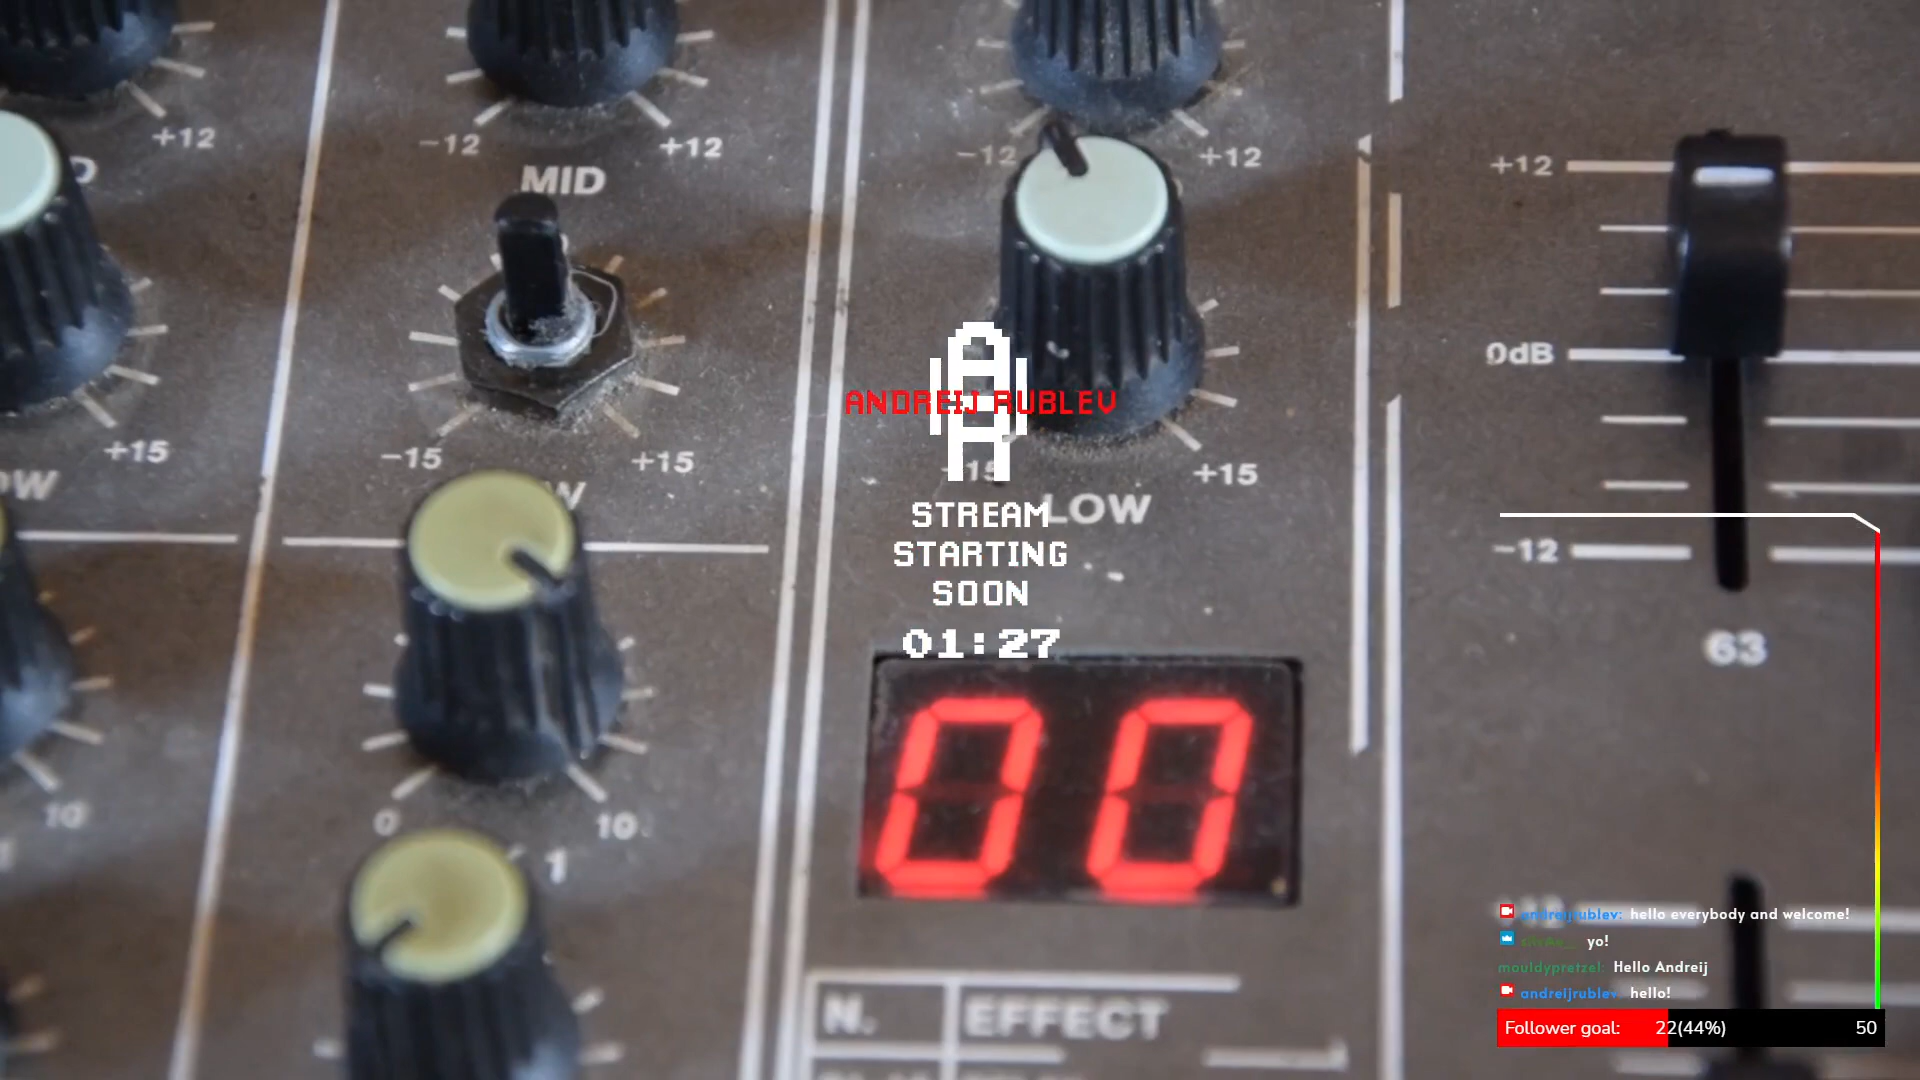 +12
-12
+12
MID
-12
+12
+12
+15
-15
+15
0dB
ANDREIJ RUBLEV
+15
LOW
STREAM
STARTING
SOON
01:27
-12
63
00
10
0
10
1
andreijrublev: hello everybody and welcome!
yo!
mouldypretzel: Hello Andreij
andreijrublev: hello!
Follower goal: 22(44%) 50
N. EFFECT